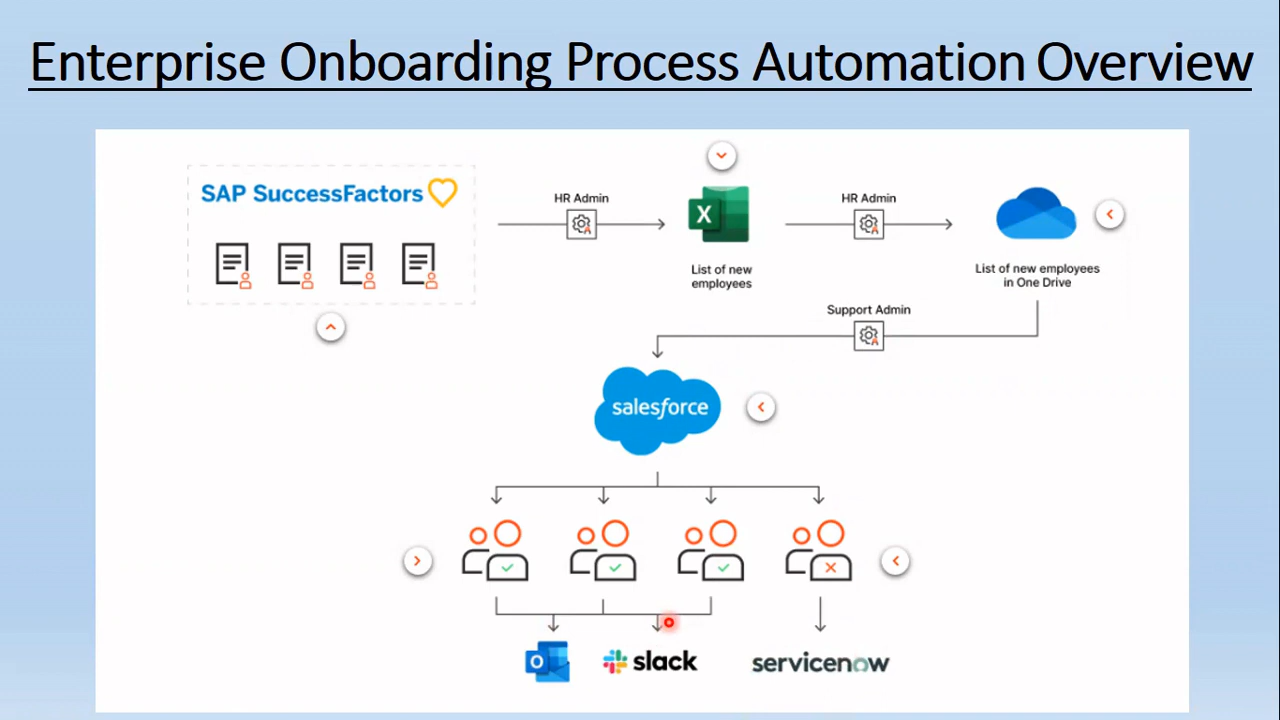 Enterprise Onboarding Process Automation Overview
SAP SuccessFactors
HR Admin
X
HR Admin
List of new
employees
List of new employees
in One Drive
Support Admin
salesforce
O
slack
servicenow